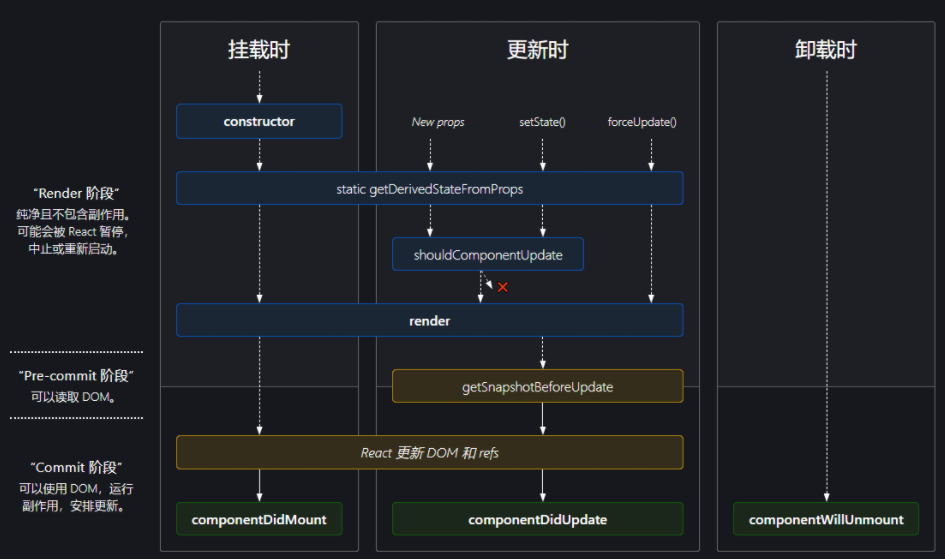 挂载时
更新时
卸载时
constructor
New props
setState()
forceUpdate()
static getDerivedStateFromProps
“Render 阶段”
纯净且不包含副作用。
可能会被 React 暂停，
中止或重新启动。
shouldComponentUpdate
render
“Pre-commit 阶段”
可以读取 DOM。
getSnapshotBeforeUpdate
React 更新 DOM 和 refs
“Commit 阶段”
可以使用 DOM，运行
副作用，安排更新。
componentDidMount
componentDidUpdate
componentWillUnmount